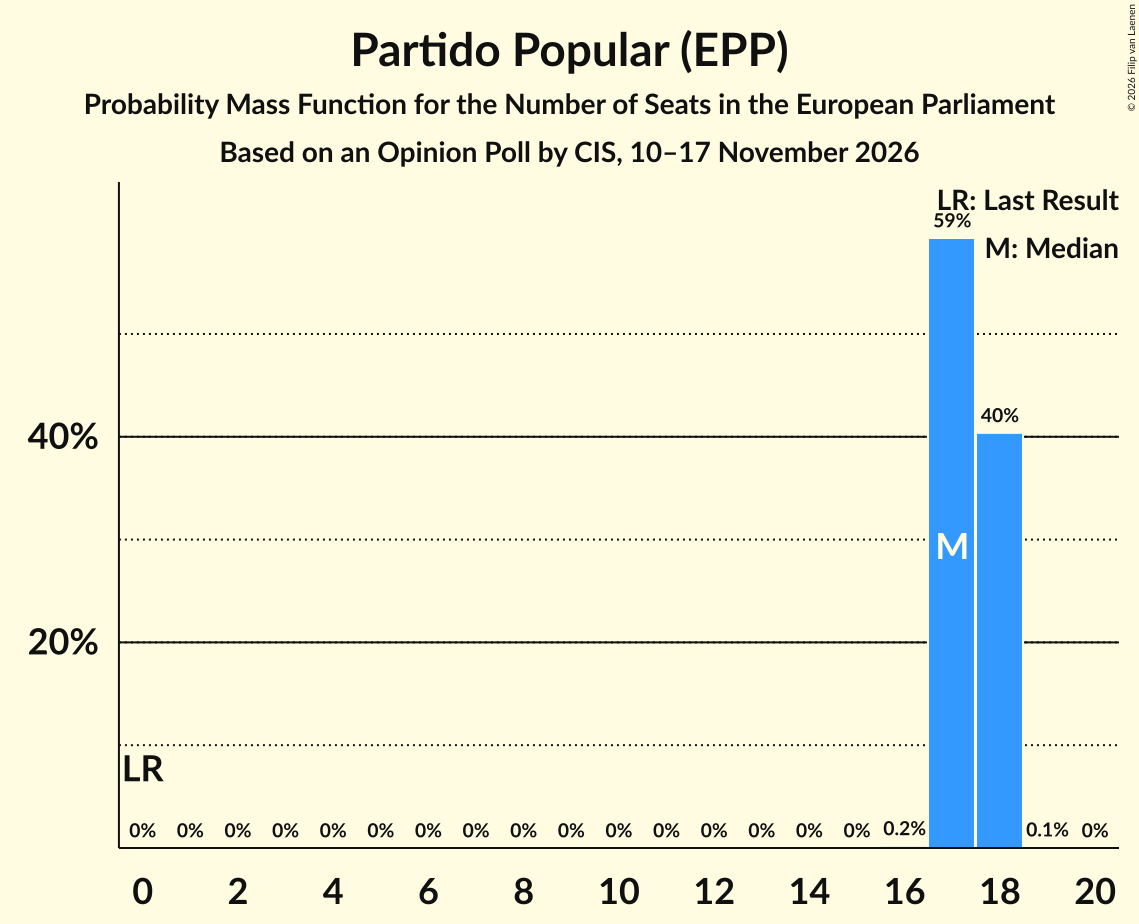 Partido Popular (EPP)
Probability Mass Function for the Number of Seats in the European Parliament
Based on an Opinion Poll by CIS, 10–17 November 2026
© 2026 Filip van Laenen
LR: Last Result
M: Median
59%
40%
40%
M
20%
LR
0% 0% 0% 0% 0% 0% 0% 0% 0% 0% 0% 0% 0% 0% 0% 0% 0.2% 0.1% 0%
0 2 4 6 8 10 12 14 16 18 20